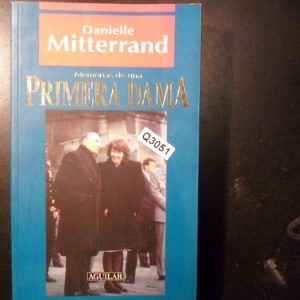 Danielle
Mitterrand
Memorias de una
PRIMERA DAMA
Q3051
AGUILAR